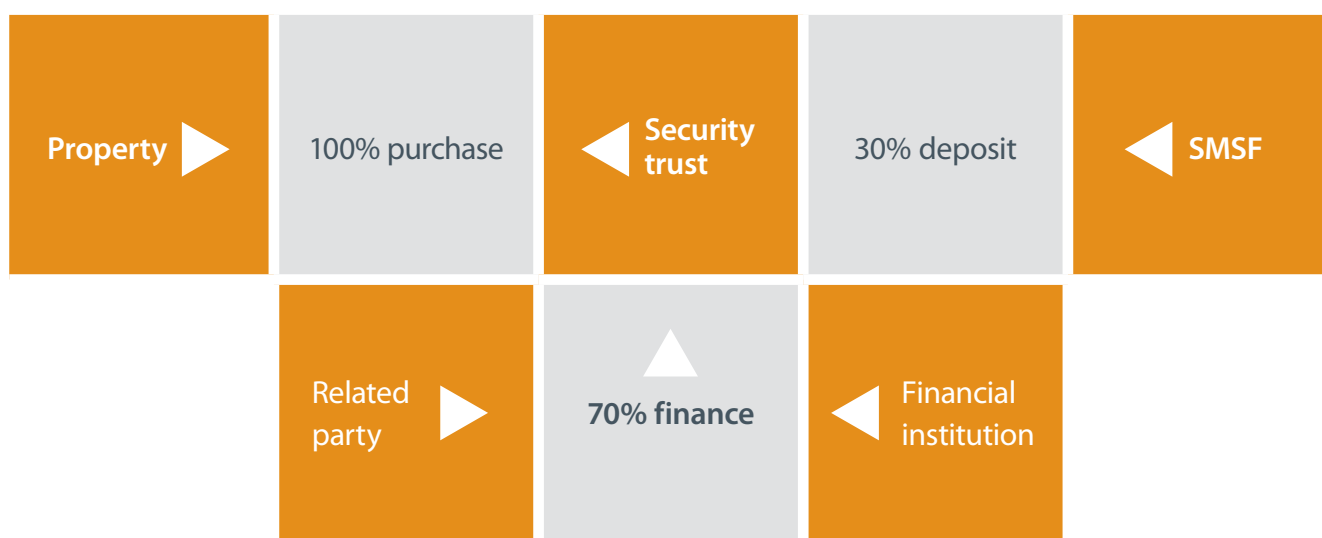 Property
100% purchase
Security
trust
30% deposit
SMSF
Related
party
70% finance
Financial
institution